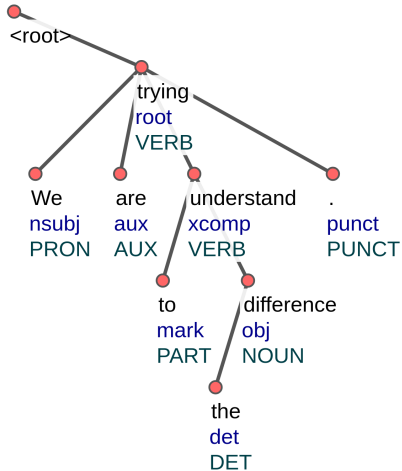 <root>
trying
root
VERB
We are understand .
nsubj aux xcomp punct
PRON AUX VERB PUNCT
to difference
mark obj
PART NOUN
the
det
DET